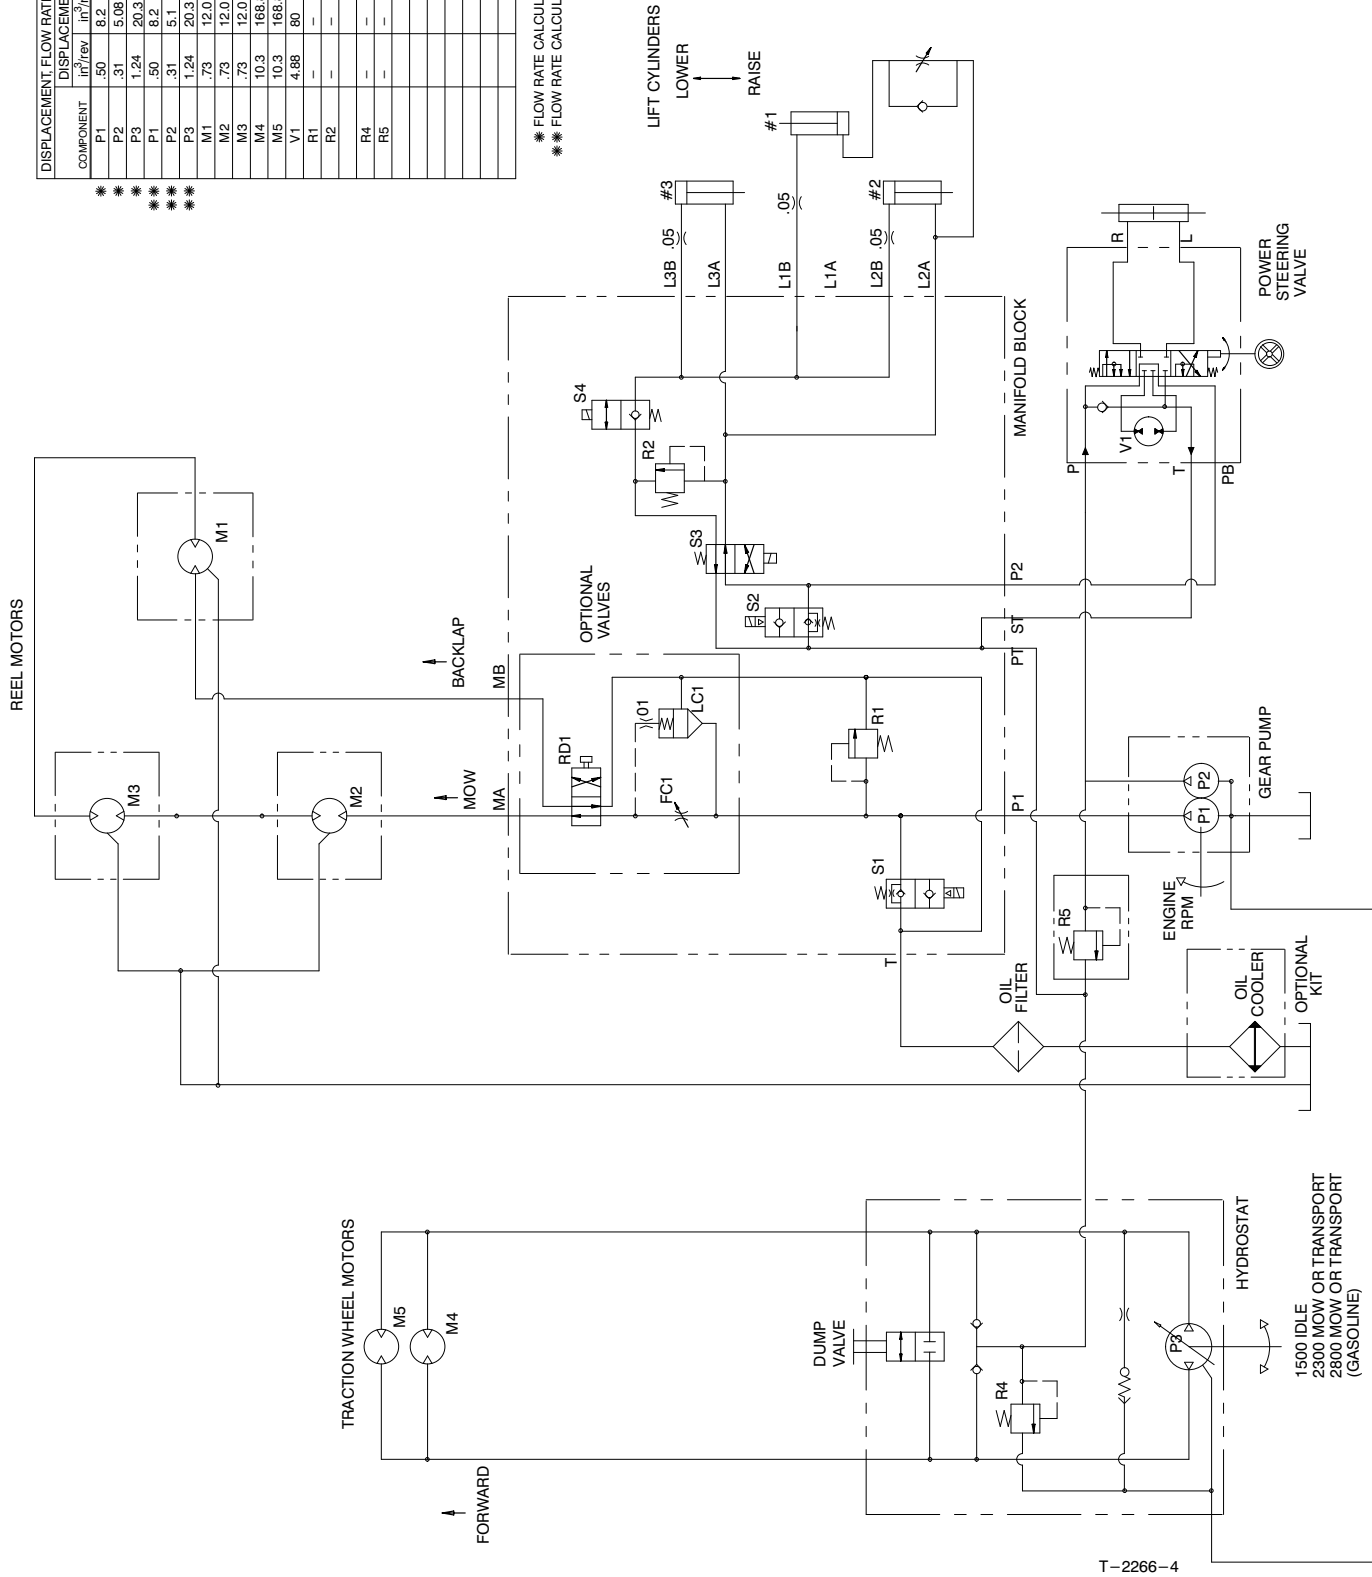 DISPLACEMENT, FLOW RATE
DISPLACEME
COMPONENT in³/rev in³/r
* P1 .50 8.2
* P2 .31 5.08
* P3 1.24 20.3
** P1 .50 8.2
** P2 .31 5.1
** P3 1.24 20.3
M1 .73 12.0
M2 .73 12.0
M3 .73 12.0
M4 10.3 168.
M5 10.3 168.
V1 4.88 80
R1 – –
R2 – –
R4 – –
R5 – –
* FLOW RATE CALCUL
** FLOW RATE CALCUL
LIFT CYLINDERS
LOWER
RAISE
#1
#3
#2
.05
.05
.05
L3B
L3A
L1B
L1A
L2B
L2A
R
L
POWER
STEERING
VALVE
V1
P
T
PB
MANIFOLD BLOCK
S4
R2
S3
S2
P2
ST
PT
OPTIONAL
VALVES
RD1
.01
LC1
FC1
R1
S1
P1
T
MB
MA
BACKLAP
MOW
REEL MOTORS
M1
M3
M2
GEAR PUMP
P2
P1
ENGINE
RPM
R5
OIL
FILTER
OIL
COOLER
OPTIONAL
KIT
TRACTION WHEEL MOTORS
M5
M4
FORWARD
DUMP
VALVE
R4
P3
HYDROSTAT
1500 IDLE
2300 MOW OR TRANSPORT
2800 MOW OR TRANSPORT
(GASOLINE)
T–2266–4